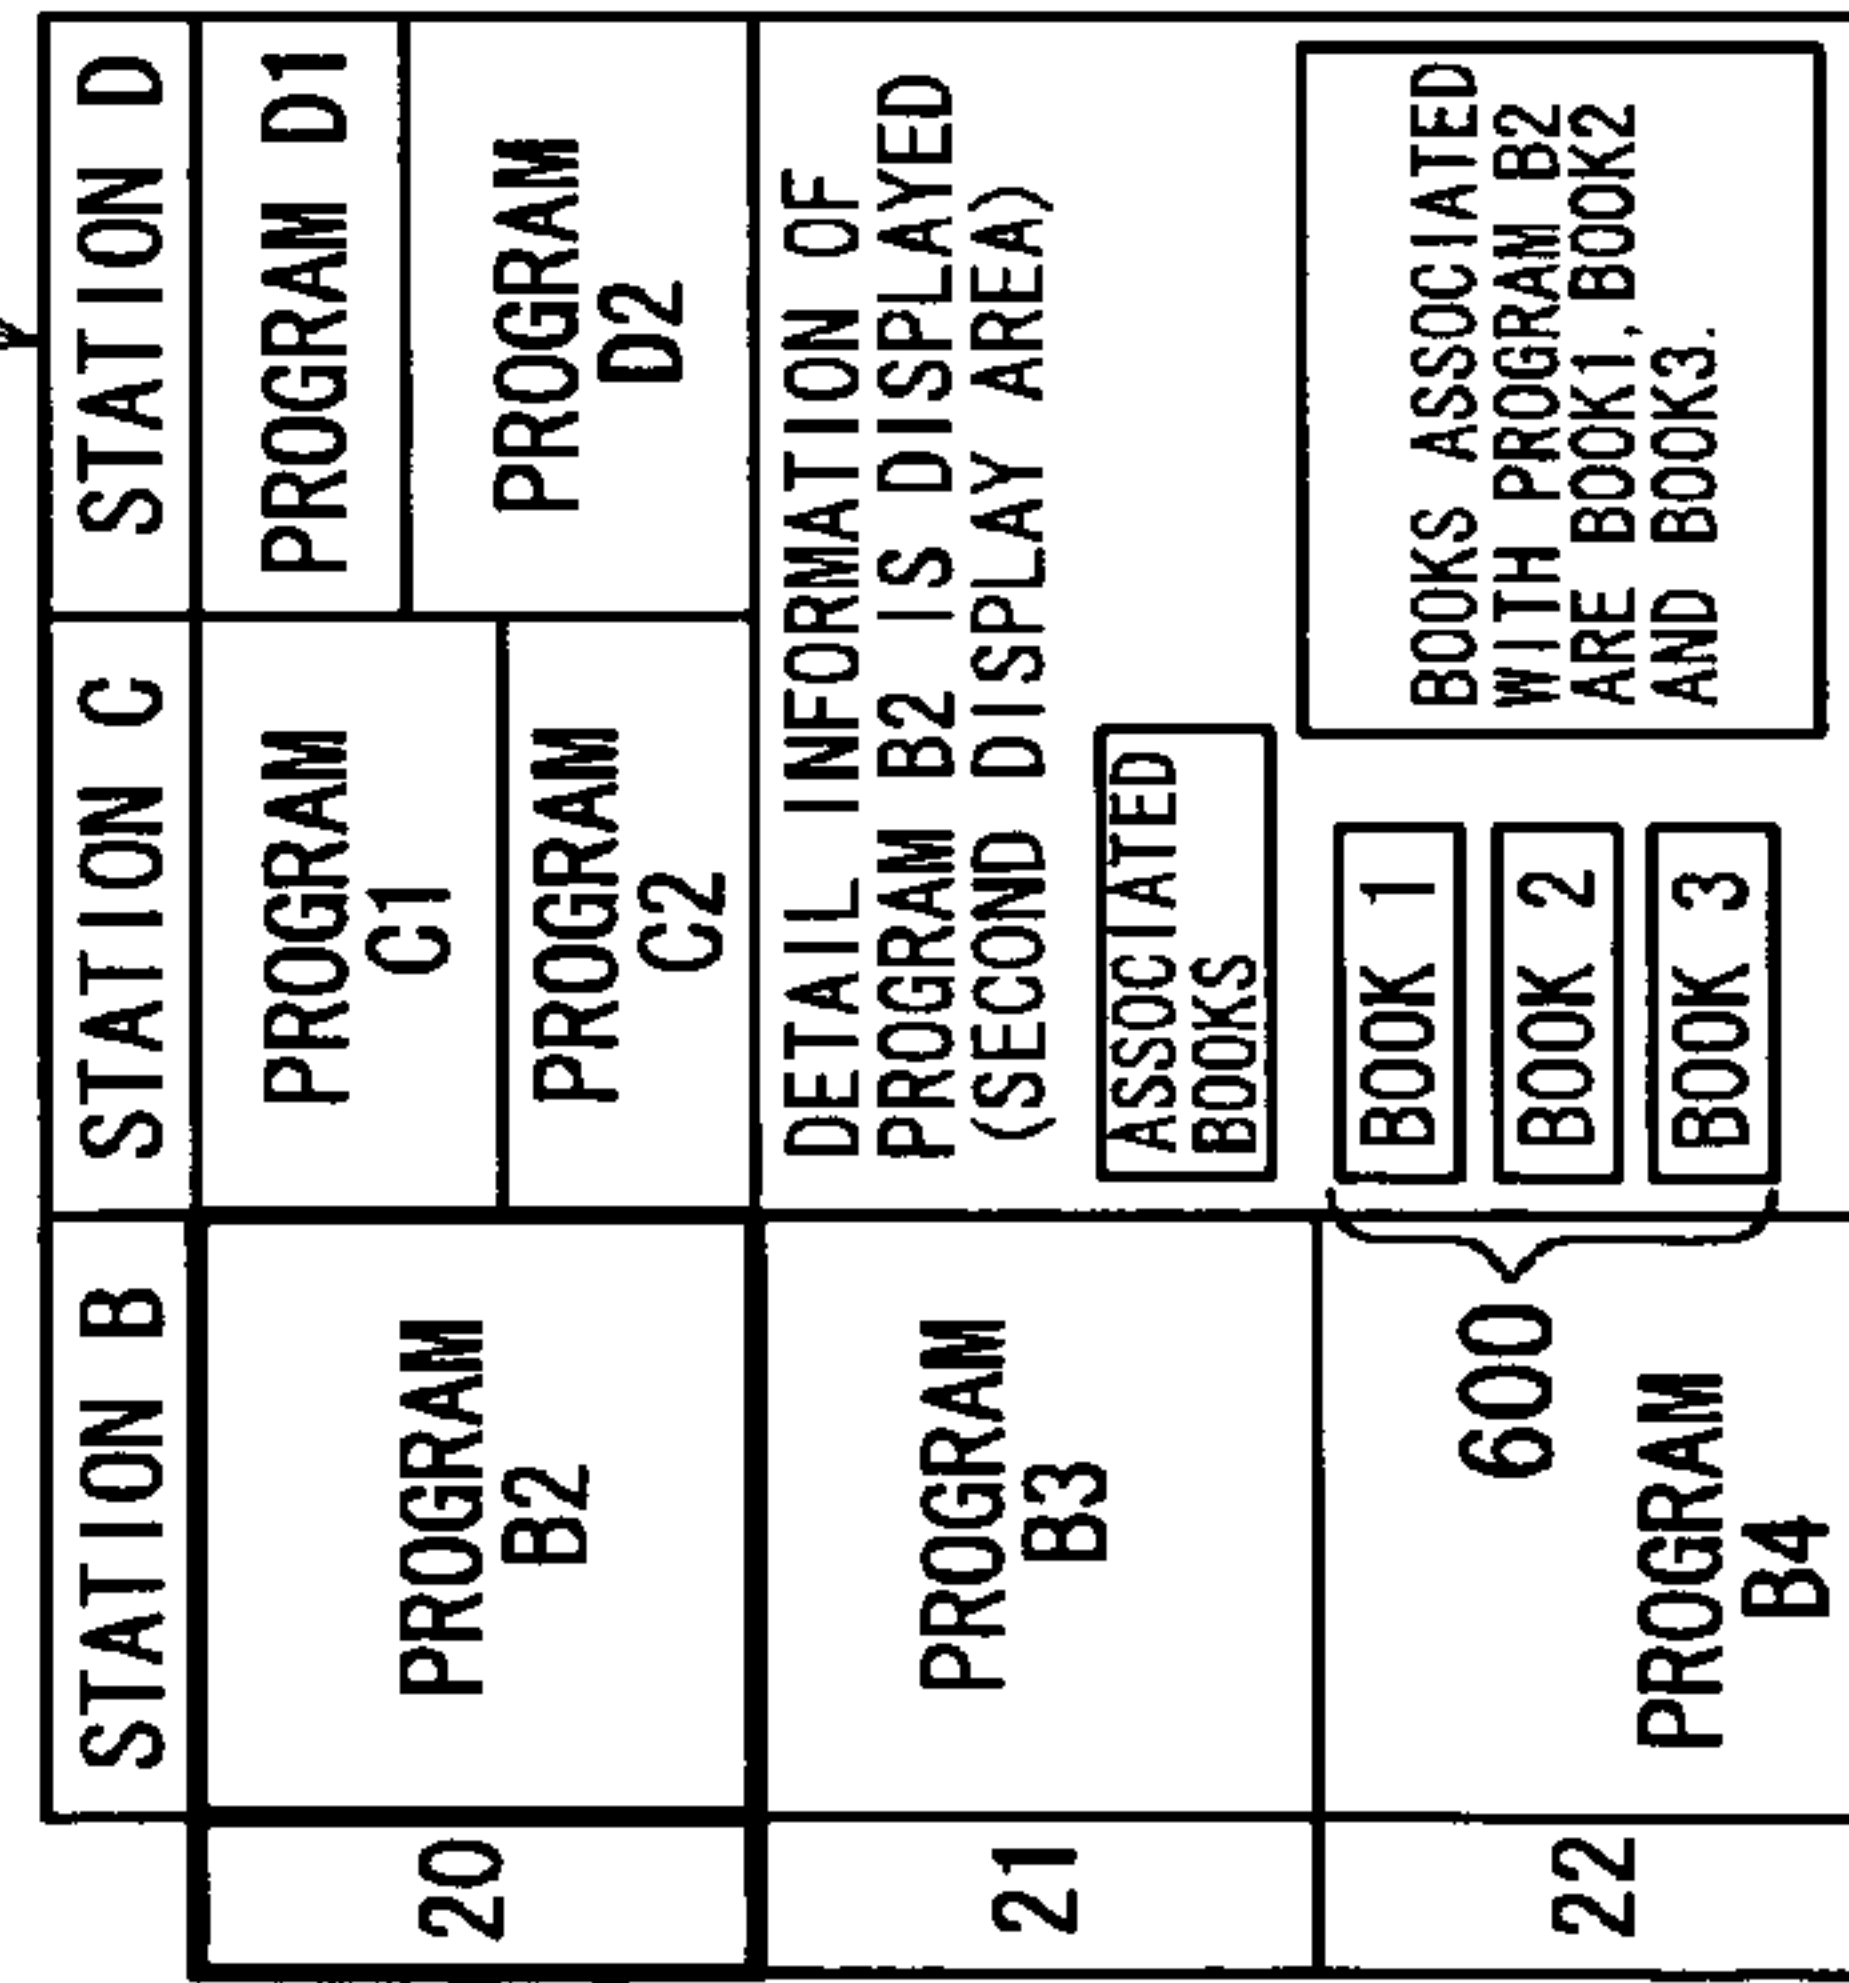 STATION B
STATION C
STATION D
20
PROGRAM
B2
PROGRAM
C1
PROGRAM
C2
PROGRAM D1
PROGRAM
D2
21
PROGRAM
B3
22
600
PROGRAM
B4
DETAIL INFORMATION OF
PROGRAM B2 IS DISPLAYED
(SECOND DISPLAY AREA)
ASSOCIATED
BOOKS
BOOK 1
BOOK 2
BOOK 3
BOOKS ASSOCIATED
WITH PROGRAM B2
ARE BOOK1, BOOK2
AND BOOK3.